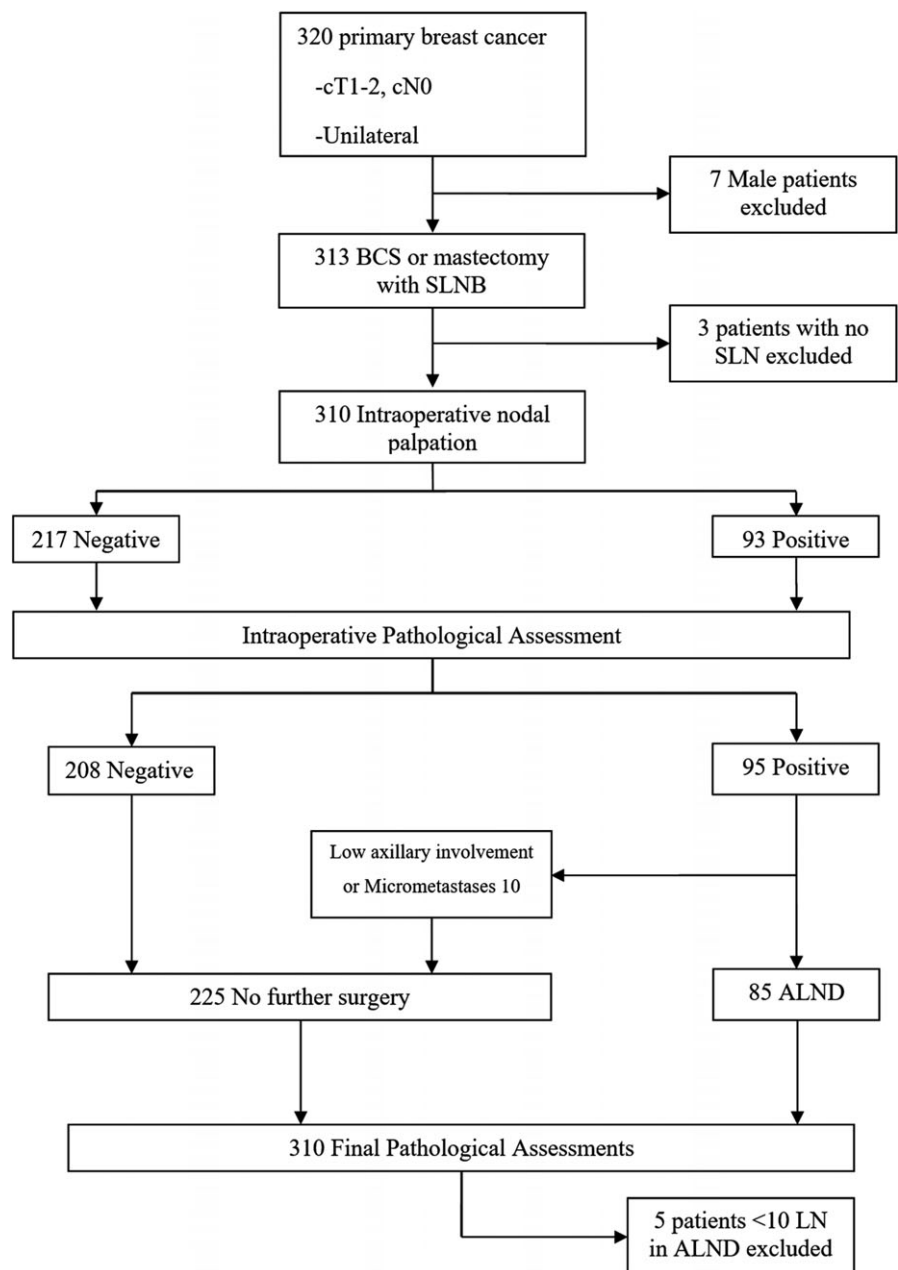 320 primary breast cancer
-cT1-2, cN0
-Unilateral
7 Male patients
excluded
313 BCS or mastectomy
with SLNB
3 patients with no
SLN excluded
310 Intraoperative nodal
palpation
217 Negative
93 Positive
Intraoperative Pathological Assessment
208 Negative
95 Positive
Low axillary involvement
or Micrometastases 10
225 No further surgery
85 ALND
310 Final Pathological Assessments
5 patients <10 LN
in ALND excluded